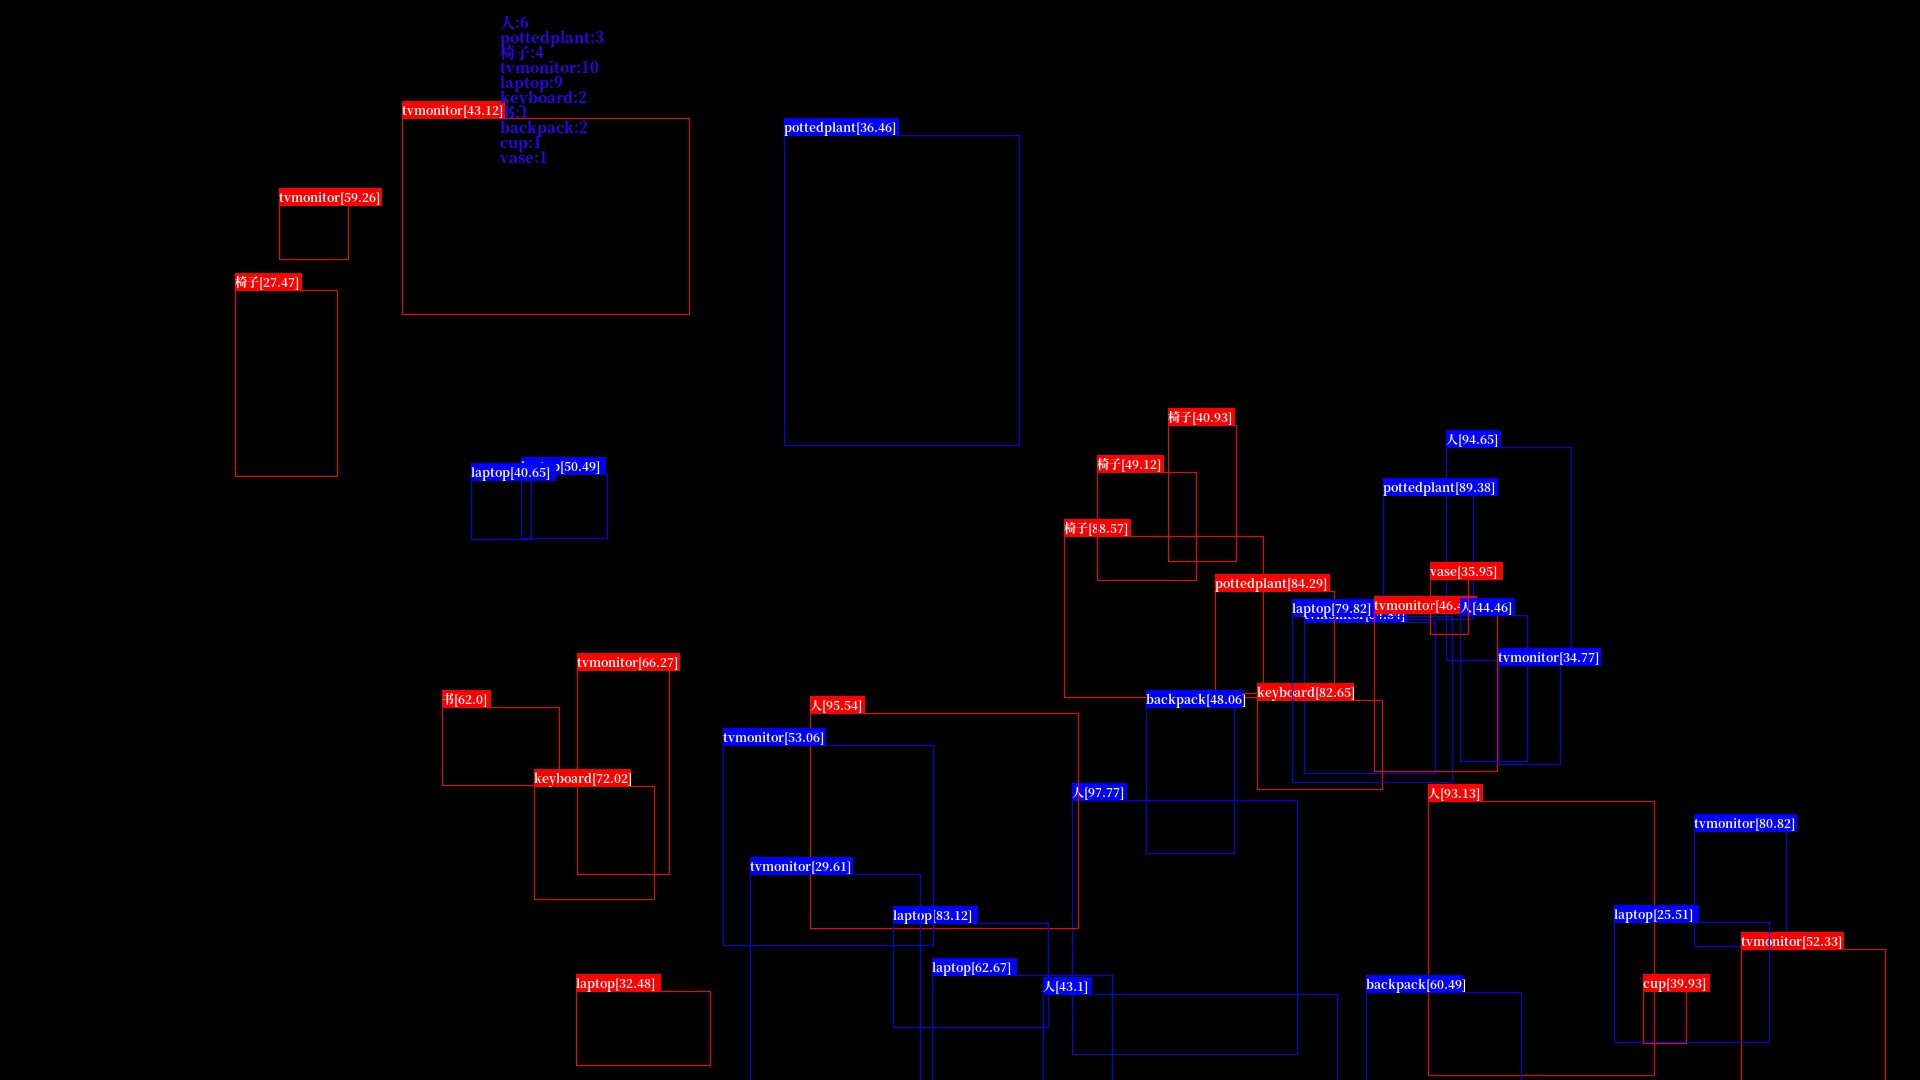 人:6
pottedplant:3
椅子:4
tvmonitor:10
laptop:9
keyboard:2
书:1
backpack:2
cup:1
vase:1
tvmonitor[43.12]
pottedplant[36.46]
tvmonitor[59.26]
椅子[27.47]
椅子[40.93]
人[94.65]
椅子[49.12]
laptop[40.65]
[50.49]
pottedplant[89.38]
椅子[88.57]
vase[35.95]
pottedplant[84.29]
laptop[79.82]
tvmonitor[46.
人[44.46]
tvmonitor[34.77]
tvmonitor[66.27]
keyboard[82.65]
书[62.0]
backpack[48.06]
人[95.54]
tvmonitor[53.06]
keyboard[72.02]
人[97.77]
人[93.13]
tvmonitor[80.82]
tvmonitor[29.61]
laptop[83.12]
laptop[25.51]
tvmonitor[52.33]
laptop[62.67]
laptop[32.48]
cup[39.93]
backpack[60.49]
人[43.1]